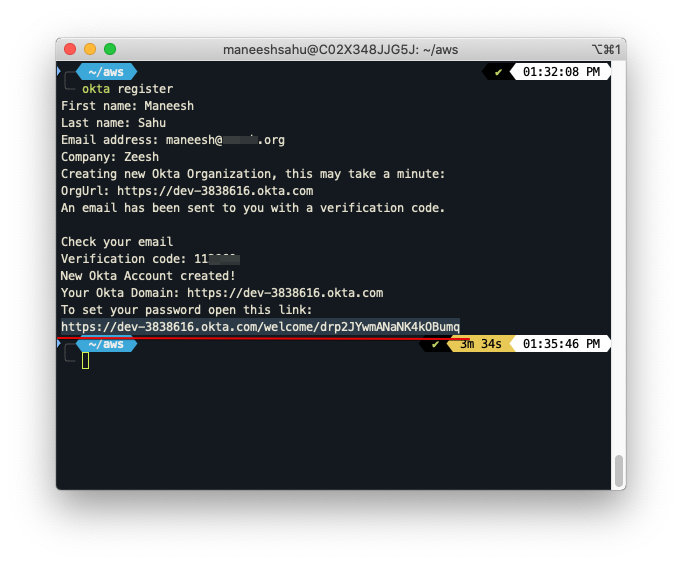 maneeshsahu@C02X348JJG5J: ~/aws ⌥⌘1
~/aws ✔ 01:32:08 PM
okta register
First name: Maneesh
Last name: Sahu
Email address: maneesh@ .org
Company: Zeesh
Creating new Okta Organization, this may take a minute:
OrgUrl: https://dev-3838616.okta.com
An email has been sent to you with a verification code.
Check your email
Verification code: 11
New Okta Account created!
Your Okta Domain: https://dev-3838616.okta.com
To set your password open this link:
https://dev-3838616.okta.com/welcome/drp2JYwmANaNK4kOBumq
~/aws ✔ 3m 34s 01:35:46 PM